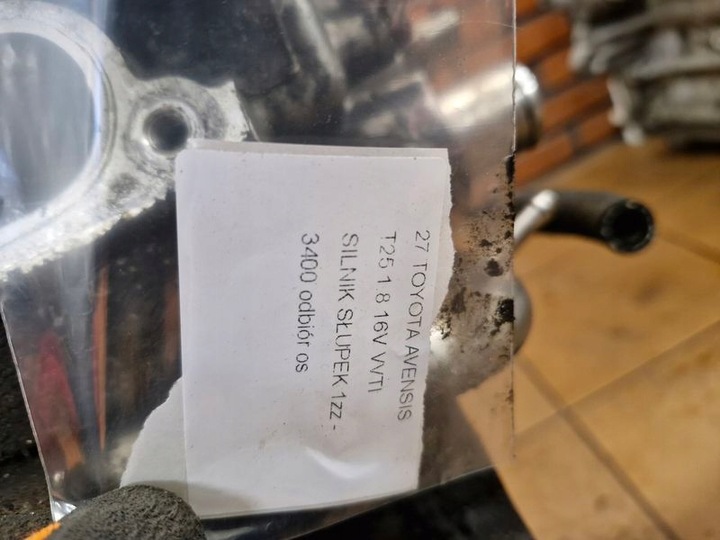 27 TOYOTA AVENSIS
T25 1.8 16V VVTI
SILNIK SŁUPEK 1zz -
3400 odbiór os